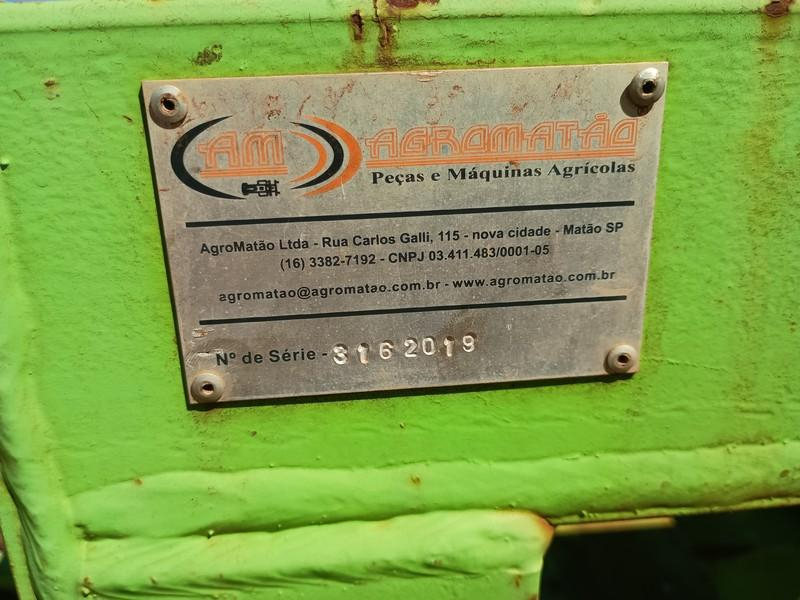 AM AGROMATÃO
Peças e Máquinas Agrícolas
AgroMatão Ltda - Rua Carlos Galli, 115 - nova cidade - Matão SP
(16) 3382-7192 - CNPJ 03.411.483/0001-05
agromatao@agromatao.com.br - www.agromatao.com.br
Nº de Série - 3162019